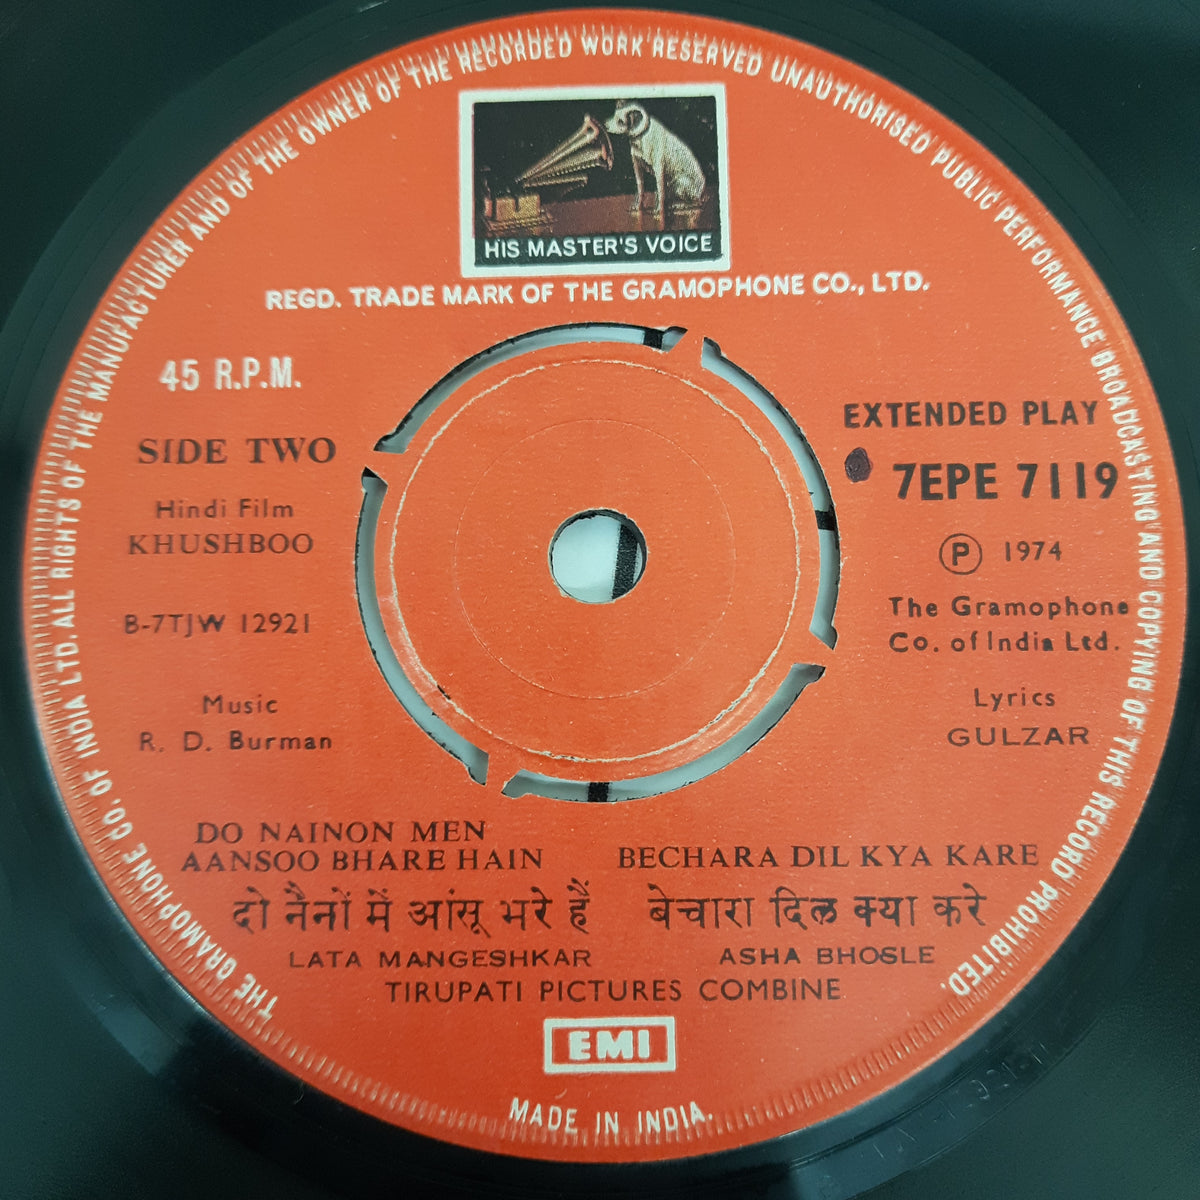 THE GRAMOPHONE CO. OF INDIA LTD. ALL RIGHTS OF THE MANUFACTURER AND OF THE OWNER OF THE RECORDED WORK RESERVED UNAUTHORISED PUBLIC PERFORMANCE BROADCASTING AND COPYING OF THIS RECORD PROHIBITED.
HIS MASTER'S VOICE
REGD. TRADE MARK OF THE GRAMOPHONE CO., LTD.
45 R.P.M.
SIDE TWO
Hindi Film
KHUSHBOO
B-7TJW 12921
Music
R. D. Burman
EXTENDED PLAY
7EPE 7119
Ⓟ 1974
The Gramophone
Co. of India Ltd.
Lyrics
GULZAR
DO NAINON MEN
AANSOO BHARE HAIN
दो नैनों में आंसू भरे हैं
LATA MANGESHKAR
BECHARA DIL KYA KARE
बेचारा दिल क्या करे
ASHA BHOSLE
TIRUPATI PICTURES COMBINE
EMI
MADE IN INDIA.